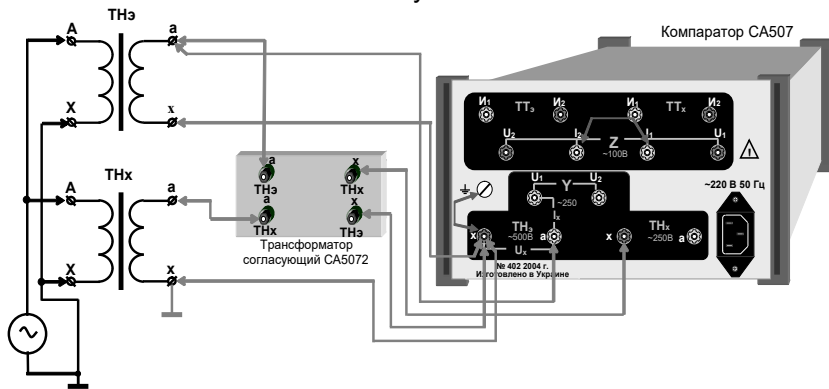 у
ТНэ
A
a
Компаратор СА507
X
x
И₁
ТТэ
И₂
И₁
ТТх
И₂
U₂
I₂
Z
I₁
U₁
~100В
a
x
ТНэ
ТНх
a
x
ТНх
ТНэ
Трансформатор
согласующий СА5072
ТНх
A
a
X
x
U₁
Y
U₂
~250
Iₓ
~220 В 50 Гц
x
ТНэ
~500В
a
Uₓ
x
ТНх
~250В
a
№ 402 2004 г.
Изготовлено в Украине